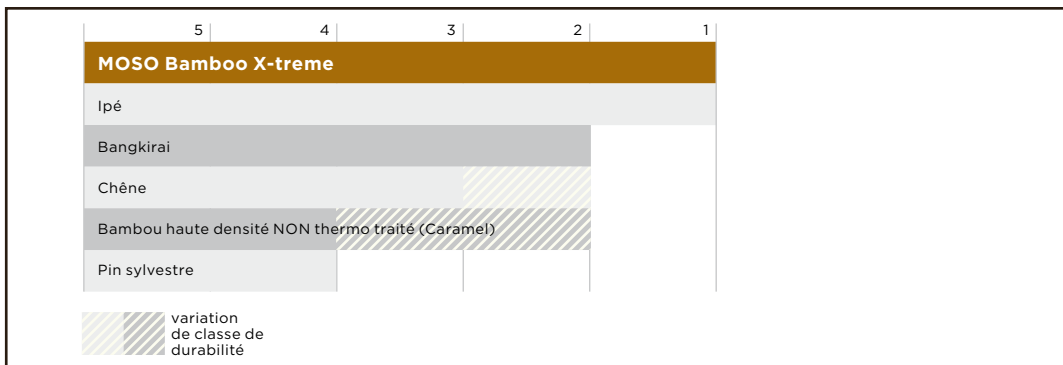 5 4 3 2 1
MOSO Bamboo X-treme
Ipé
Bangkirai
Chêne
Bambou haute densité NON thermo traité (Caramel)
Pin sylvestre
variation
de classe de
durabilité